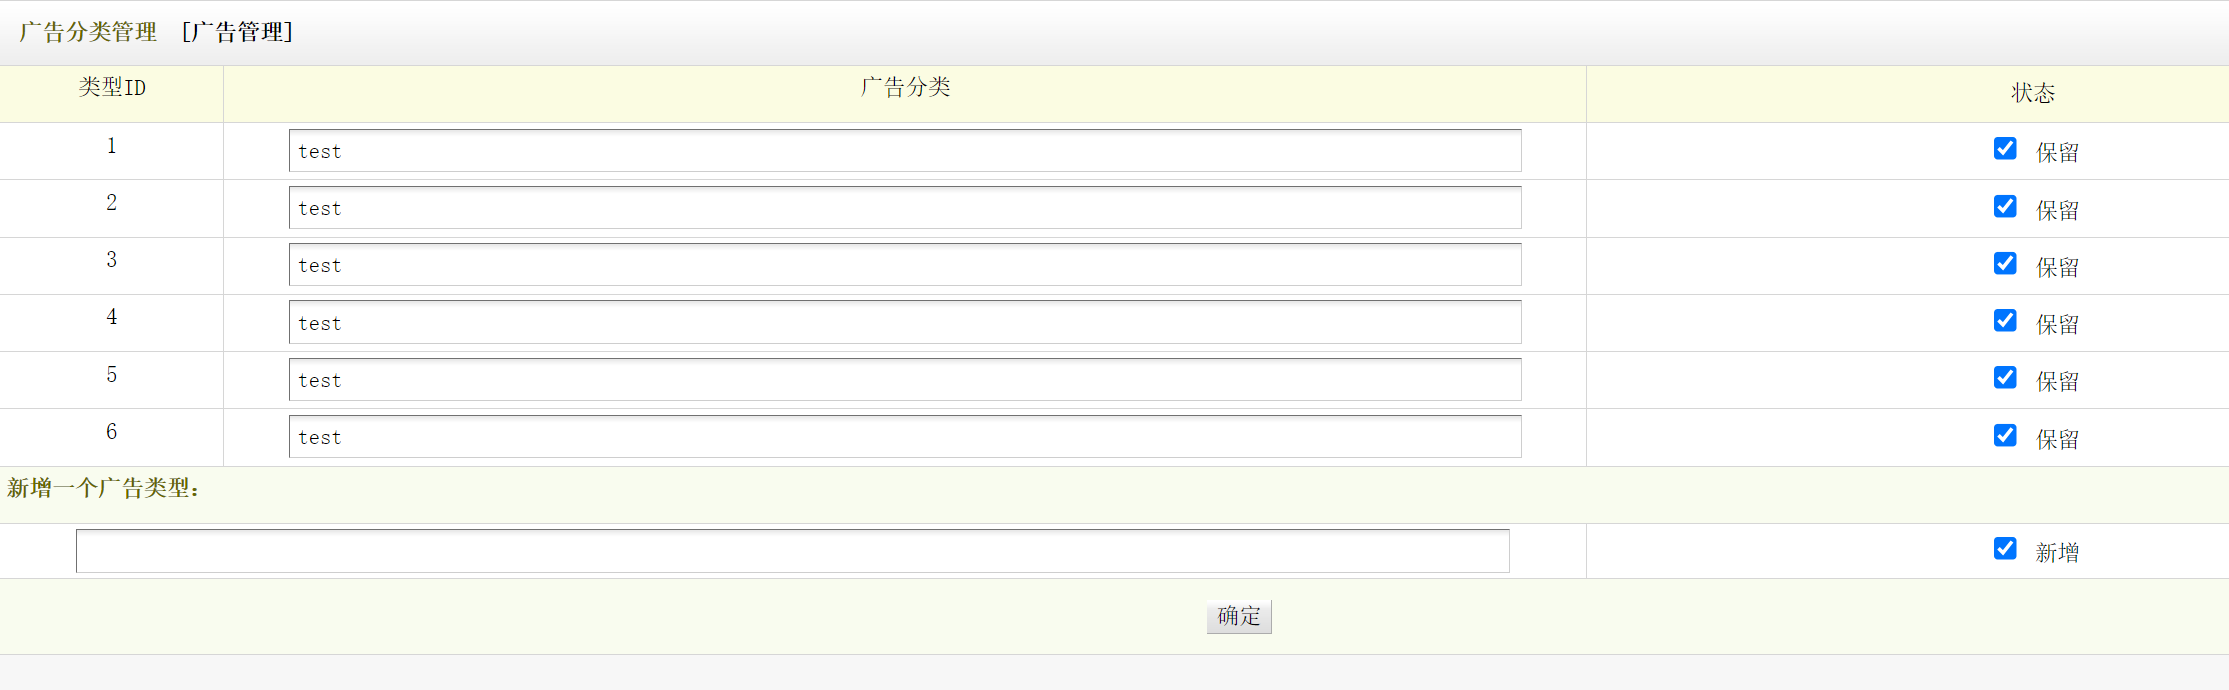 广告分类管理 [广告管理]
类型ID 广告分类 状态
1 test 保留
2 test 保留
3 test 保留
4 test 保留
5 test 保留
6 test 保留
新增一个广告类型:
新增
确定